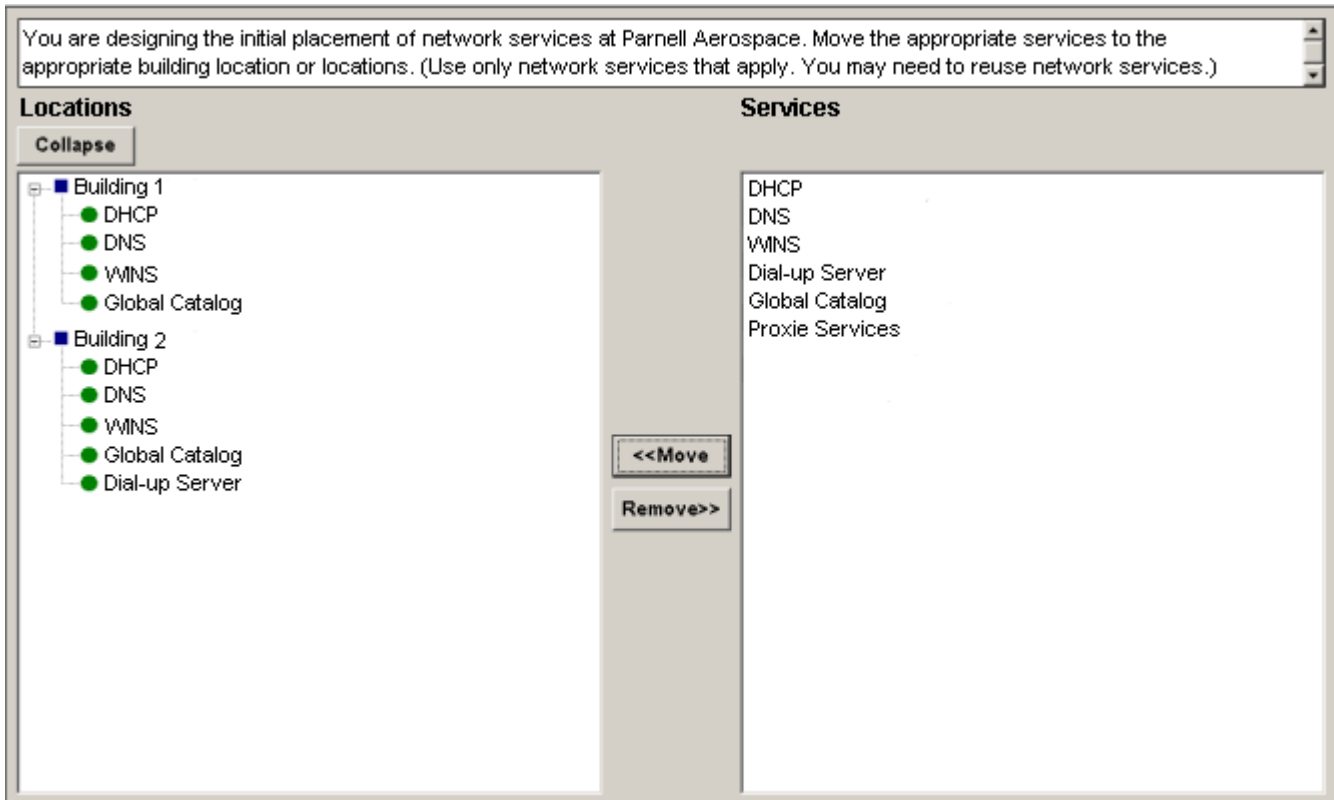 You are designing the initial placement of network services at Parnell Aerospace. Move the appropriate services to the
appropriate building location or locations. (Use only network services that apply. You may need to reuse network services.)
Locations
Services
Collapse
Building 1
DHCP
DNS
WINS
Global Catalog
Building 2
DHCP
DNS
WINS
Global Catalog
Dial-up Server
<<Move
Remove>>
DHCP
DNS
WINS
Dial-up Server
Global Catalog
Proxie Services